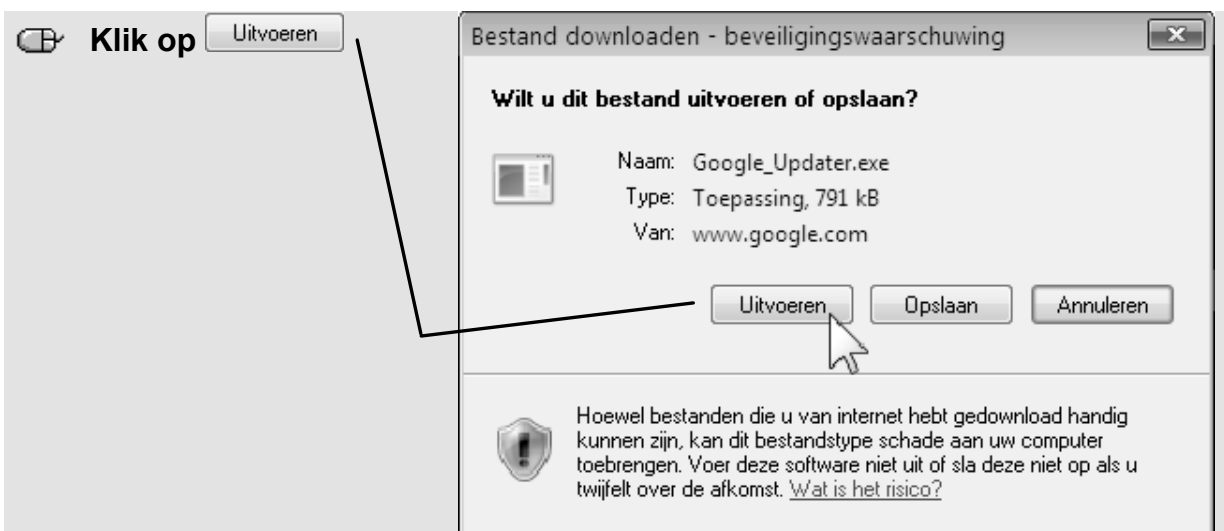 Klik op Uitvoeren
Bestand downloaden - beveiligingswaarschuwing
Wilt u dit bestand uitvoeren of opslaan?
Naam: Google_Updater.exe
Type: Toepassing, 791 kB
Van: www.google.com
Uitvoeren Opslaan Annuleren
Hoewel bestanden die u van internet hebt gedownload handig
kunnen zijn, kan dit bestandstype schade aan uw computer
toebrengen. Voer deze software niet uit of sla deze niet op als u
twijfelt over de afkomst. Wat is het risico?